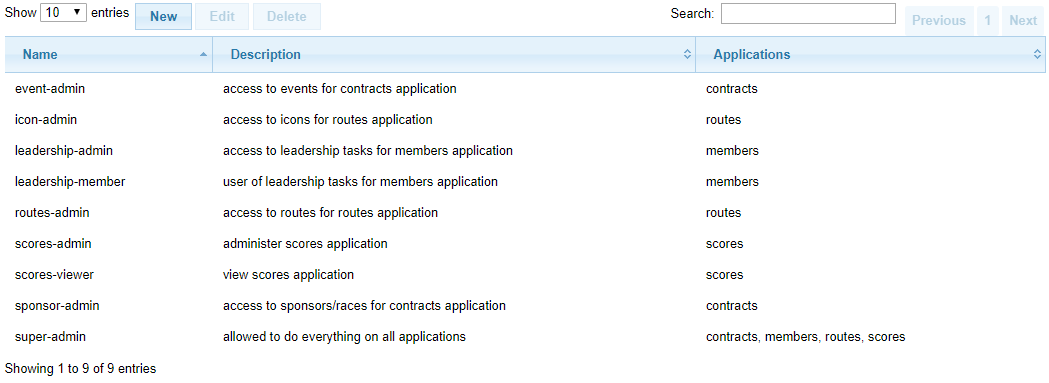 Show 10 entries New Edit Delete Search: Previous 1 Next
Name Description Applications
event-admin access to events for contracts application contracts
icon-admin access to icons for routes application routes
leadership-admin access to leadership tasks for members application members
leadership-member user of leadership tasks for members application members
routes-admin access to routes for routes application routes
scores-admin administer scores application scores
scores-viewer view scores application scores
sponsor-admin access to sponsors/races for contracts application contracts
super-admin allowed to do everything on all applications contracts, members, routes, scores
Showing 1 to 9 of 9 entries